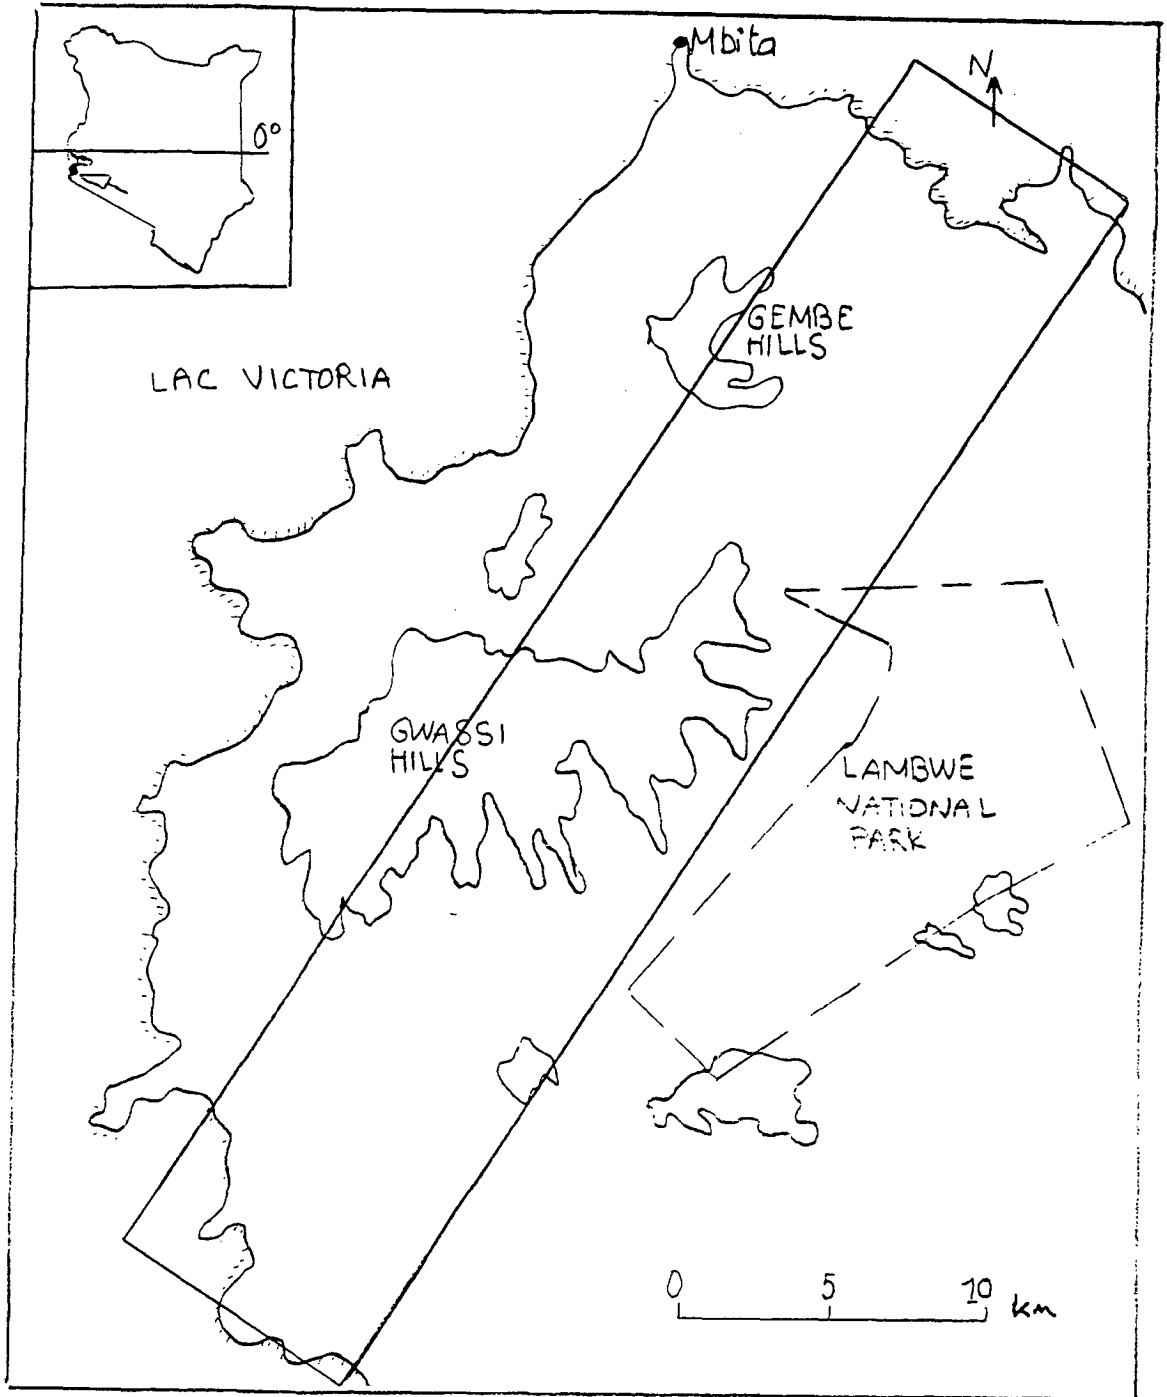 Mbita
N
0°
GEMBE
HILLS
LAC VICTORIA
GWASSI
HILLS
LAMBWE
NATIONAL
PARK
0 5 10 km